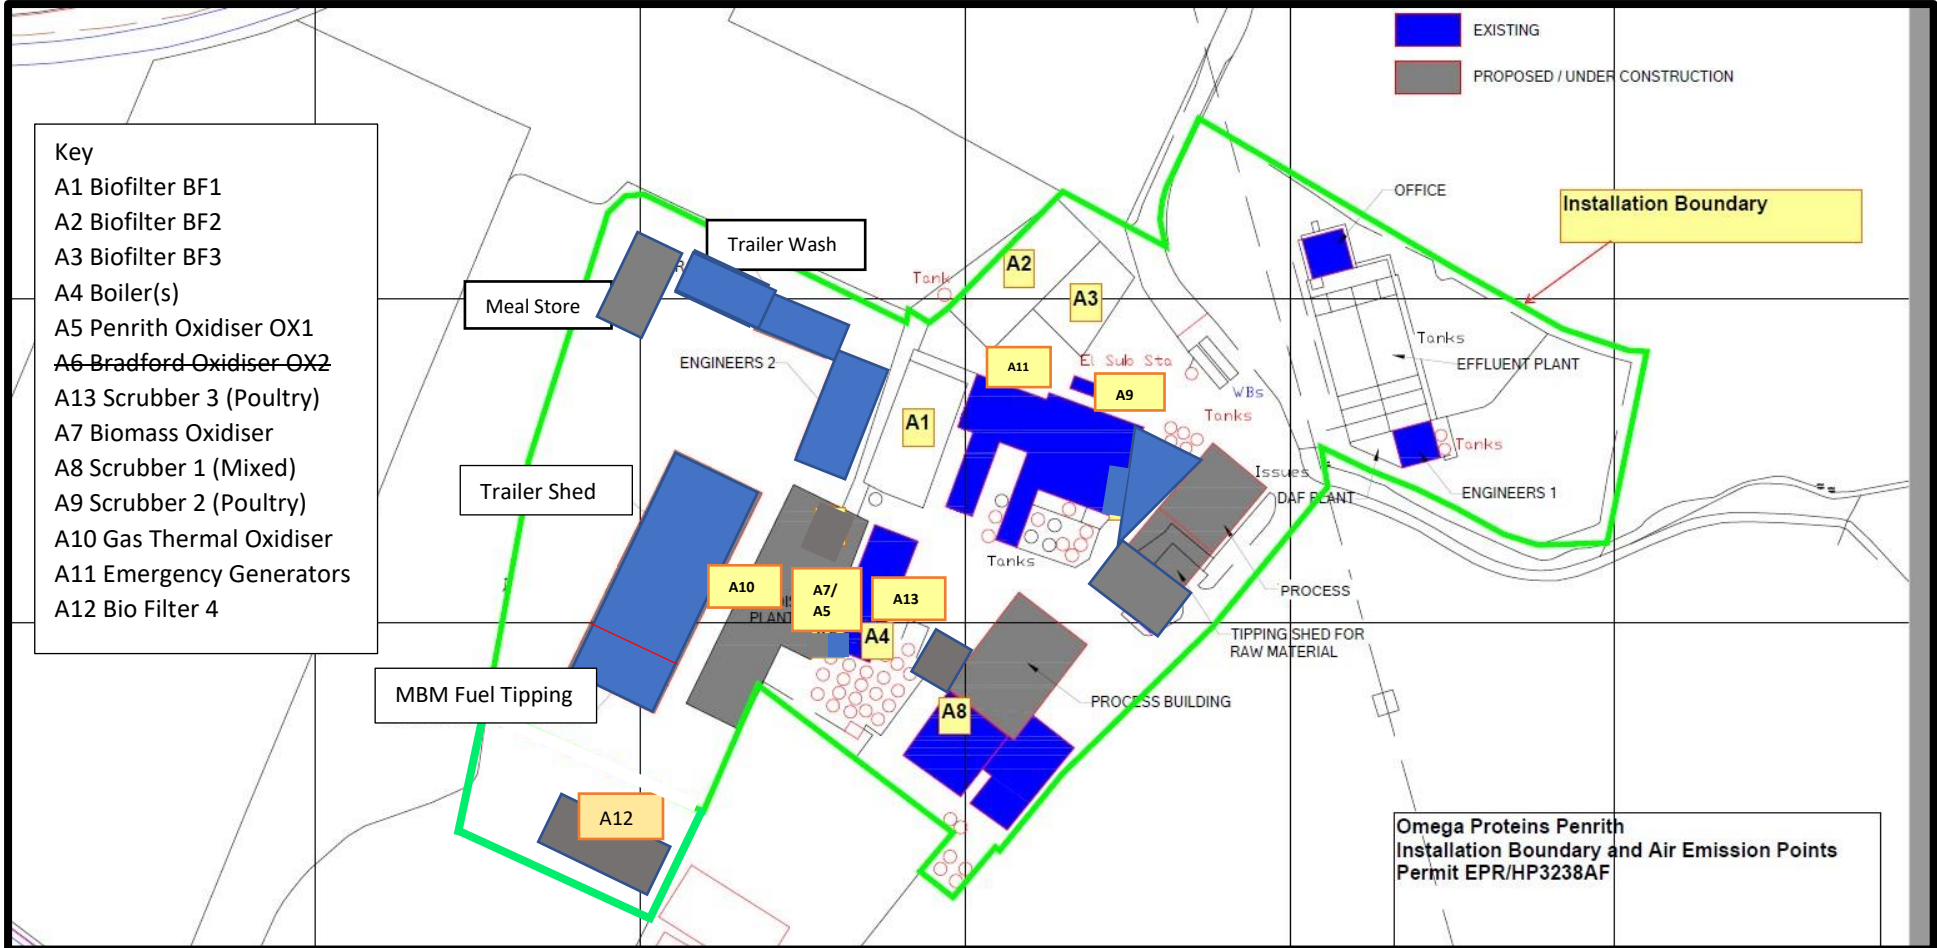 EXISTING
PROPOSED / UNDER CONSTRUCTION
Key
A1 Biofilter BF1
A2 Biofilter BF2
A3 Biofilter BF3
A4 Boiler(s)
A5 Penrith Oxidiser OX1
A6 Bradford Oxidiser OX2
A13 Scrubber 3 (Poultry)
A7 Biomass Oxidiser
A8 Scrubber 1 (Mixed)
A9 Scrubber 2 (Poultry)
A10 Gas Thermal Oxidiser
A11 Emergency Generators
A12 Bio Filter 4
OFFICE
Installation Boundary
Trailer Wash
A2
Tank
A3
Meal Store
Tanks
El Sub Sta
ENGINEERS 2
A11
EFFLUENT PLANT
WBs
A9
Tanks
A1
Tanks
Issues
Trailer Shed
DAF PLANT
ENGINEERS 1
Tanks
A10
A7/
A5
A13
PROCESS
PLANT
A4
TIPPING SHED FOR
RAW MATERIAL
MBM Fuel Tipping
PROCESS BUILDING
A8
A12
Omega Proteins Penrith
Installation Boundary and Air Emission Points
Permit EPR/HP3238AF